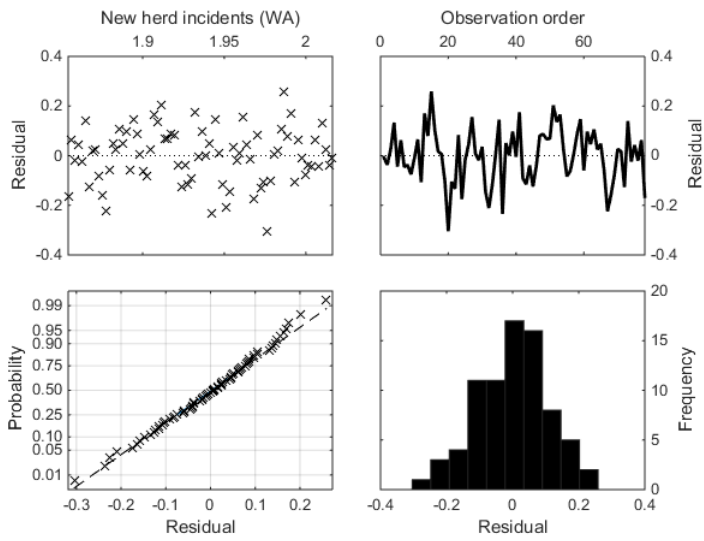 New herd incidents (WA)
1.9 1.95 2
0.4
0.2
0
-0.2
-0.4
Residual
Observation order
0 20 40 60
0.4
0.2
0
-0.2
-0.4
Residual
0.99
0.95
0.90
0.75
0.50
0.25
0.10
0.05
0.01
Probability
-0.3 -0.2 -0.1 0 0.1 0.2
Residual
20
15
10
5
0
Frequency
-0.4 -0.2 0 0.2 0.4
Residual